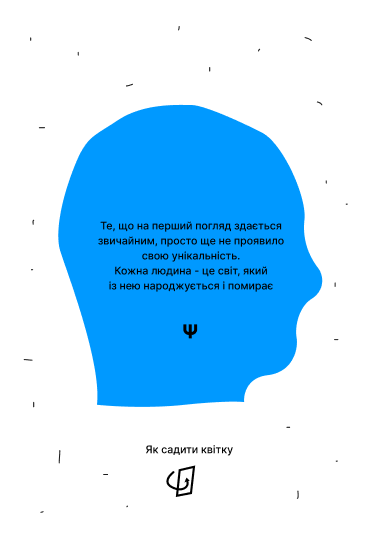 Те, що на перший погляд здається
звичайним, просто ще не проявило
свою унікальність.
Кожна людина - це світ, який
із нею народжується і помирає
Ψ
Як садити квітку